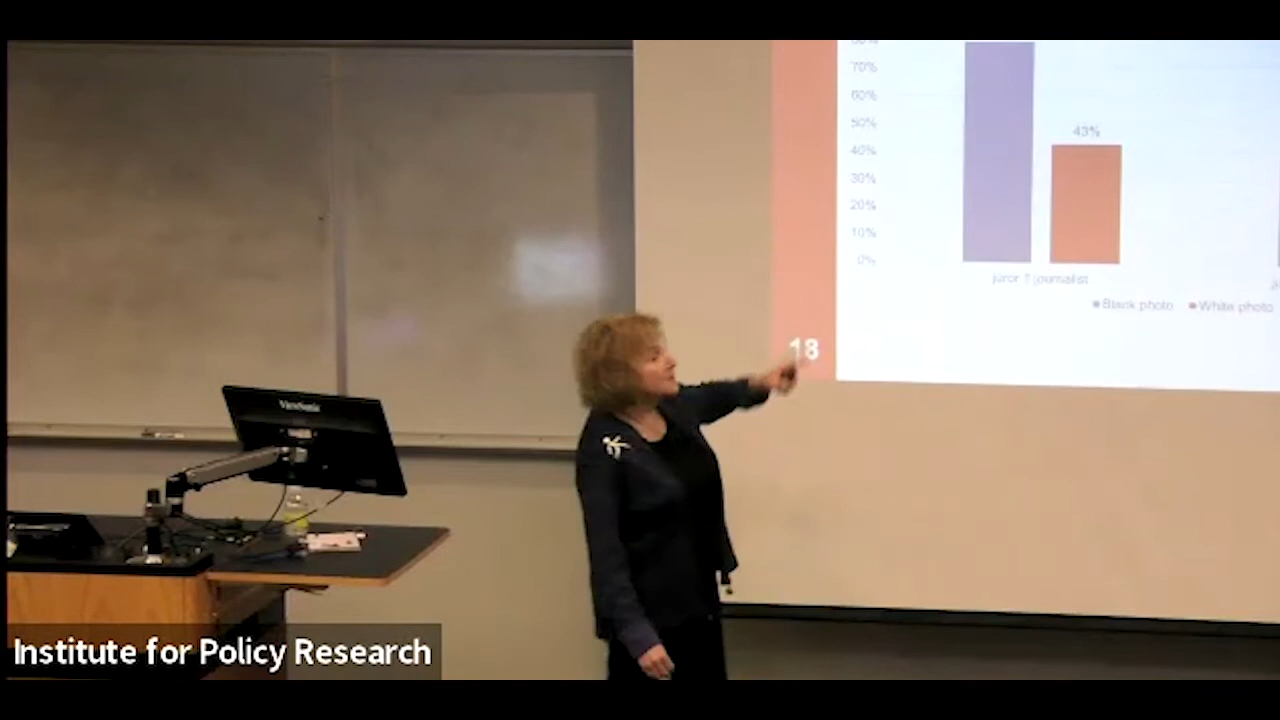 80%
70%
60%
50%
40%
30%
20%
10%
0%
43%
juror 7 journalist
Black photo White photo
18
ViewSonic
Institute for Policy Research